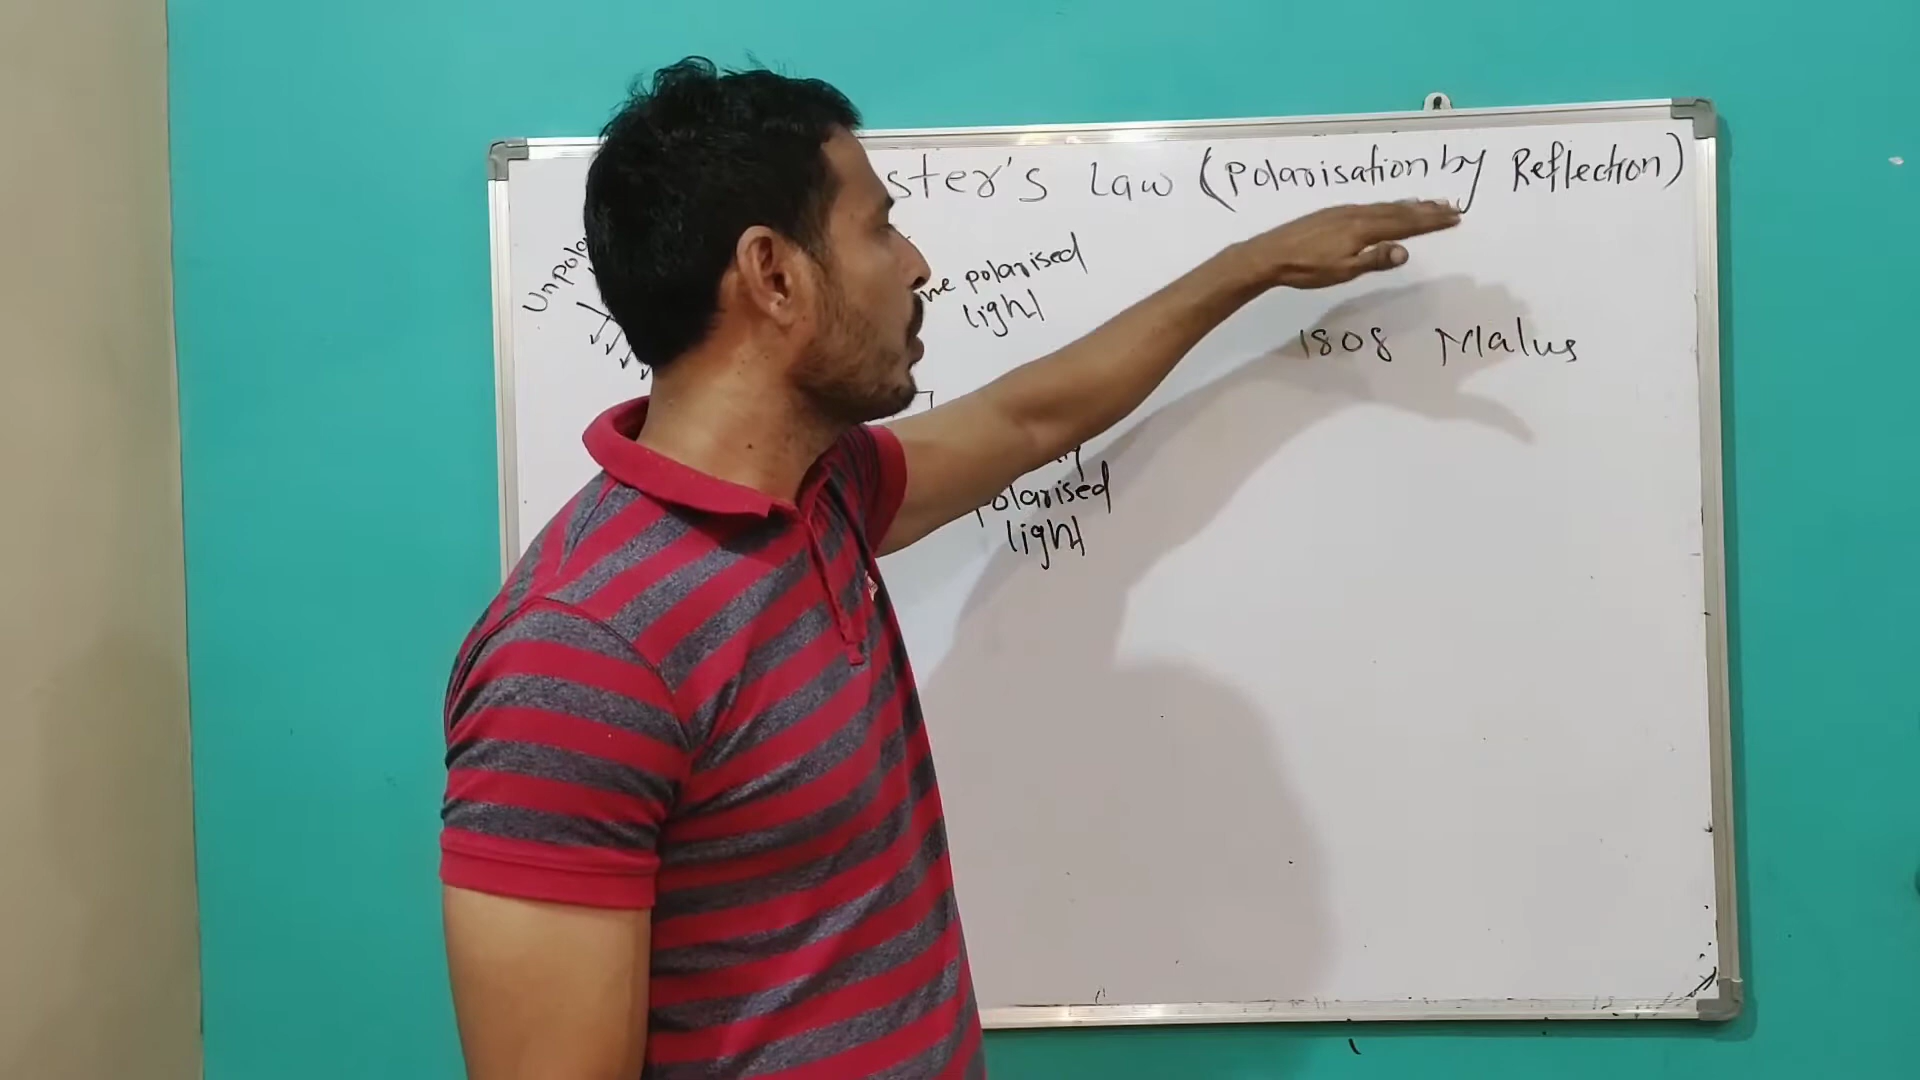 ster's Law (Polarisation by Reflection)
Unpola
ne polarised
light
1808 Malus
polarised
light